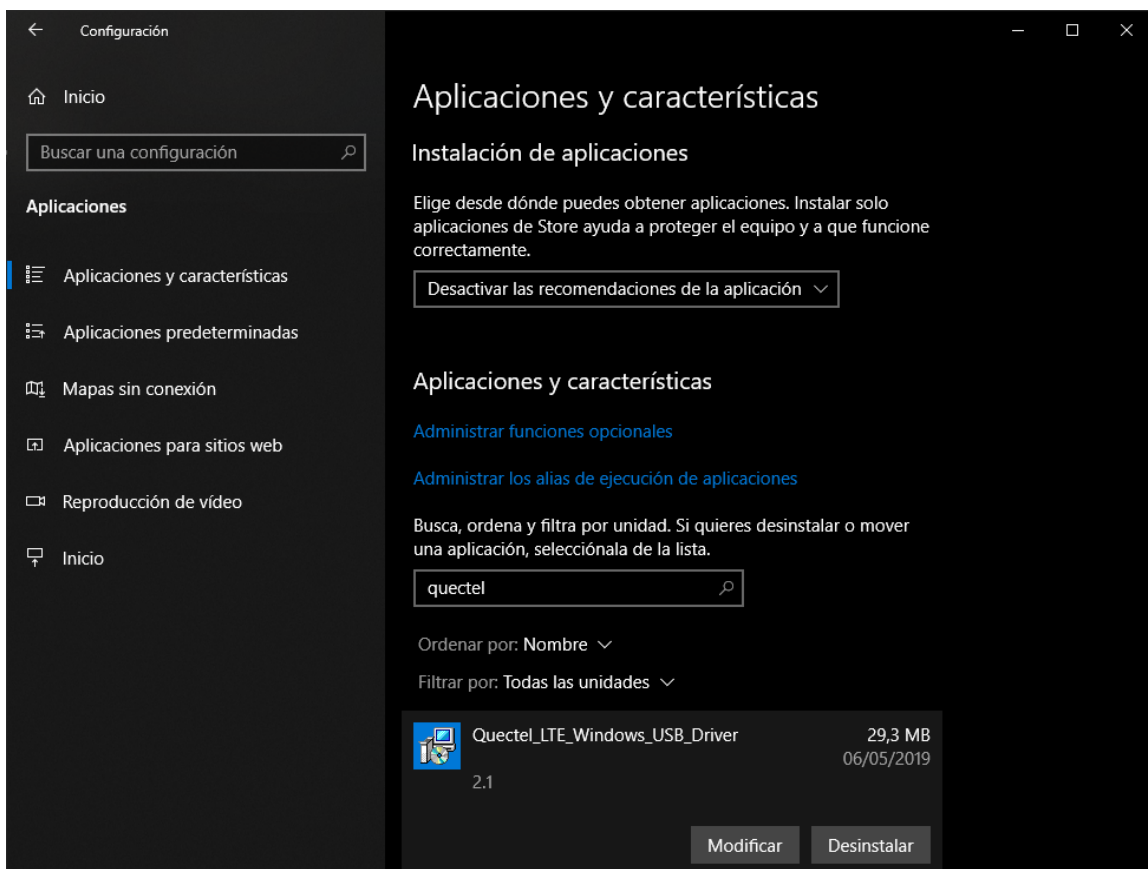 Configuración
Inicio
Buscar una configuración
Aplicaciones
Aplicaciones y características
Aplicaciones predeterminadas
Mapas sin conexión
Aplicaciones para sitios web
Reproducción de vídeo
Inicio
Aplicaciones y características
Instalación de aplicaciones
Elige desde dónde puedes obtener aplicaciones. Instalar solo
aplicaciones de Store ayuda a proteger el equipo y a que funcione
correctamente.
Desactivar las recomendaciones de la aplicación
Aplicaciones y características
Administrar funciones opcionales
Administrar los alias de ejecución de aplicaciones
Busca, ordena y filtra por unidad. Si quieres desinstalar o mover
una aplicación, selecciónala de la lista.
quectel
Ordenar por: Nombre
Filtrar por: Todas las unidades
Quectel_LTE_Windows_USB_Driver 29,3 MB
06/05/2019
2.1
Modificar Desinstalar